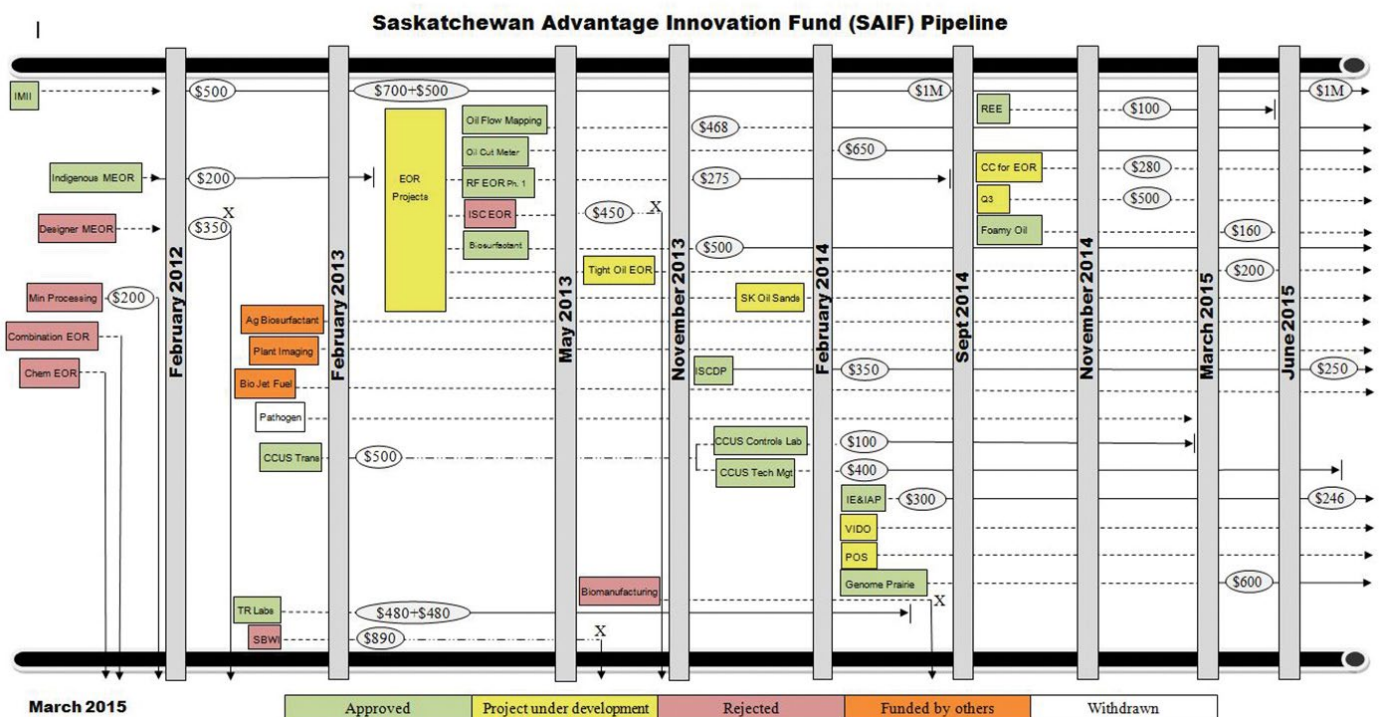 Saskatchewan Advantage Innovation Fund (SAIF) Pipeline
IMII
$500
$700+$500
$1M
$1M
REE
$100
Oil Flow Mapping
$468
Oil Cut Meter
$650
Indigenous MEOR
$200
EOR
Projects
RF EOR Ph. 1
$275
CC for EOR
$280
Q3
$500
ISC EOR
$450
X
X
Designer MEOR
$350
Foamy Oil
$160
Biosurfactant
$500
Tight Oil EOR
$200
Min Processing
$200
SK Oil Sands
Ag Biosurfactant
Combination EOR
Plant Imaging
Chem EOR
ISCDP
$350
$250
Bio Jet Fuel
Pathogen
CCUS Trans
$500
CCUS Controls Lab
$100
CCUS Tech Mgt
$400
IE&IAP
$300
$246
VIDO
POS
Genome Prairie
$600
Biomanufacturing
X
TR Labs
$480+$480
SBWI
$890
X
February 2012
February 2013
May 2013
November 2013
February 2014
Sept 2014
November 2014
March 2015
June 2015
March 2015
Approved
Project under development
Rejected
Funded by others
Withdrawn